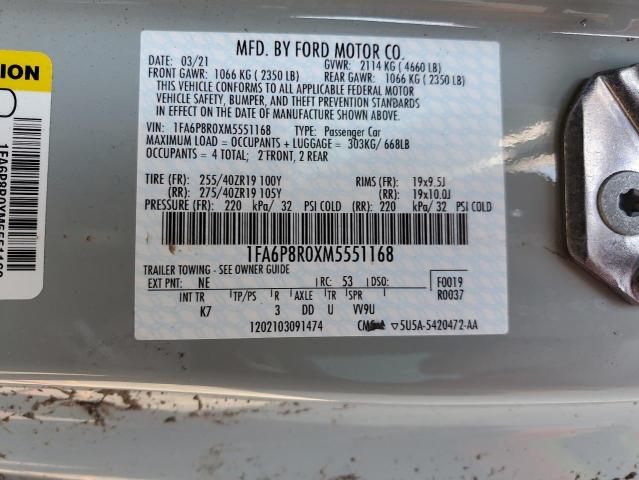 MFD. BY FORD MOTOR CO.
DATE: 03/21 GVWR: 2114 KG ( 4660 LB)
FRONT GAWR: 1066 KG ( 2350 LB) REAR GAWR: 1066 KG ( 2350 LB)
THIS VEHICLE CONFORMS TO ALL APPLICABLE FEDERAL MOTOR
VEHICLE SAFETY, BUMPER, AND THEFT PREVENTION STANDARDS
IN EFFECT ON THE DATE OF MANUFACTURE SHOWN ABOVE.
VIN: 1FA6P8R0XM5551168 TYPE: Passenger Car
MAXIMUM LOAD = OCCUPANTS + LUGGAGE = 303KG/ 668LB
OCCUPANTS = 4 TOTAL; 2 FRONT, 2 REAR
TIRE (FR): 255/40ZR19 100Y RIMS (FR): 19x9.5J
(RR): 275/40ZR19 105Y (RR): 19x10.0J
PRESSURE (FR): 220 kPa/ 32 PSI COLD (RR): 220 kPa/ 32 PSI COLD
1FA6P8R0XM5551168
TRAILER TOWING - SEE OWNER GUIDE
EXT PNT: NE RC: 53 DSO: F0019
INT TR TP/PS R AXLE TR SPR R0037
K7 3 DD U VV9U
1202103091474 ▽5U5A-5420472-AA
1FA6P8R0XM5551168